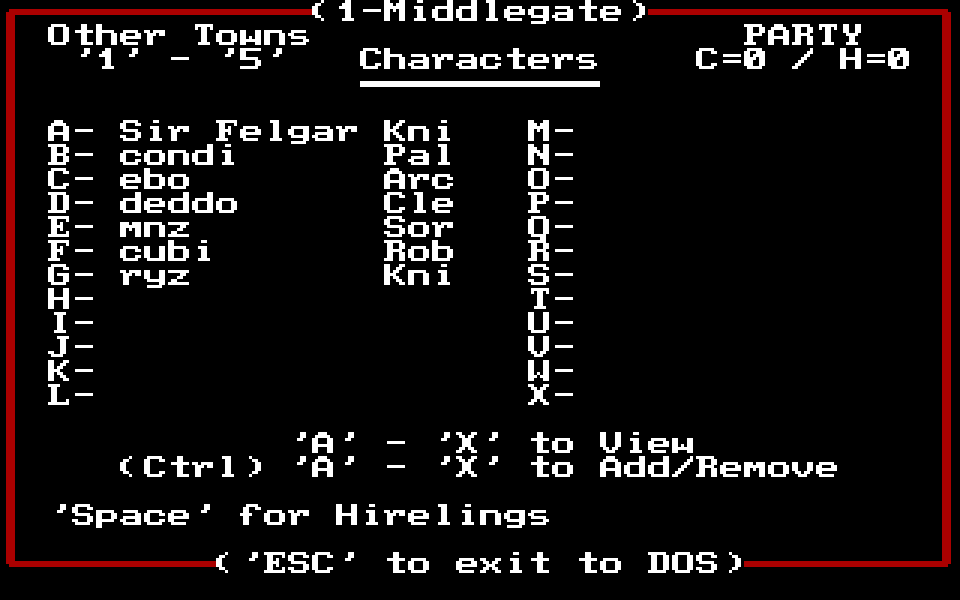 (1-Middlegate)
Other Towns PARTY
'1' - '5' Characters C=0 / H=0
A- Sir Felgar Kni M-
B- condi Pal N-
C- ebo Arc O-
D- deddo Cle P-
E- mnz Sor Q-
F- cubi Rob R-
G- ryz Kni S-
H- T-
I- U-
J- V-
K- W-
L- X-
'A' - 'X' to View
(Ctrl) 'A' - 'X' to Add/Remove
'Space' for Hirelings
('ESC' to exit to DOS)